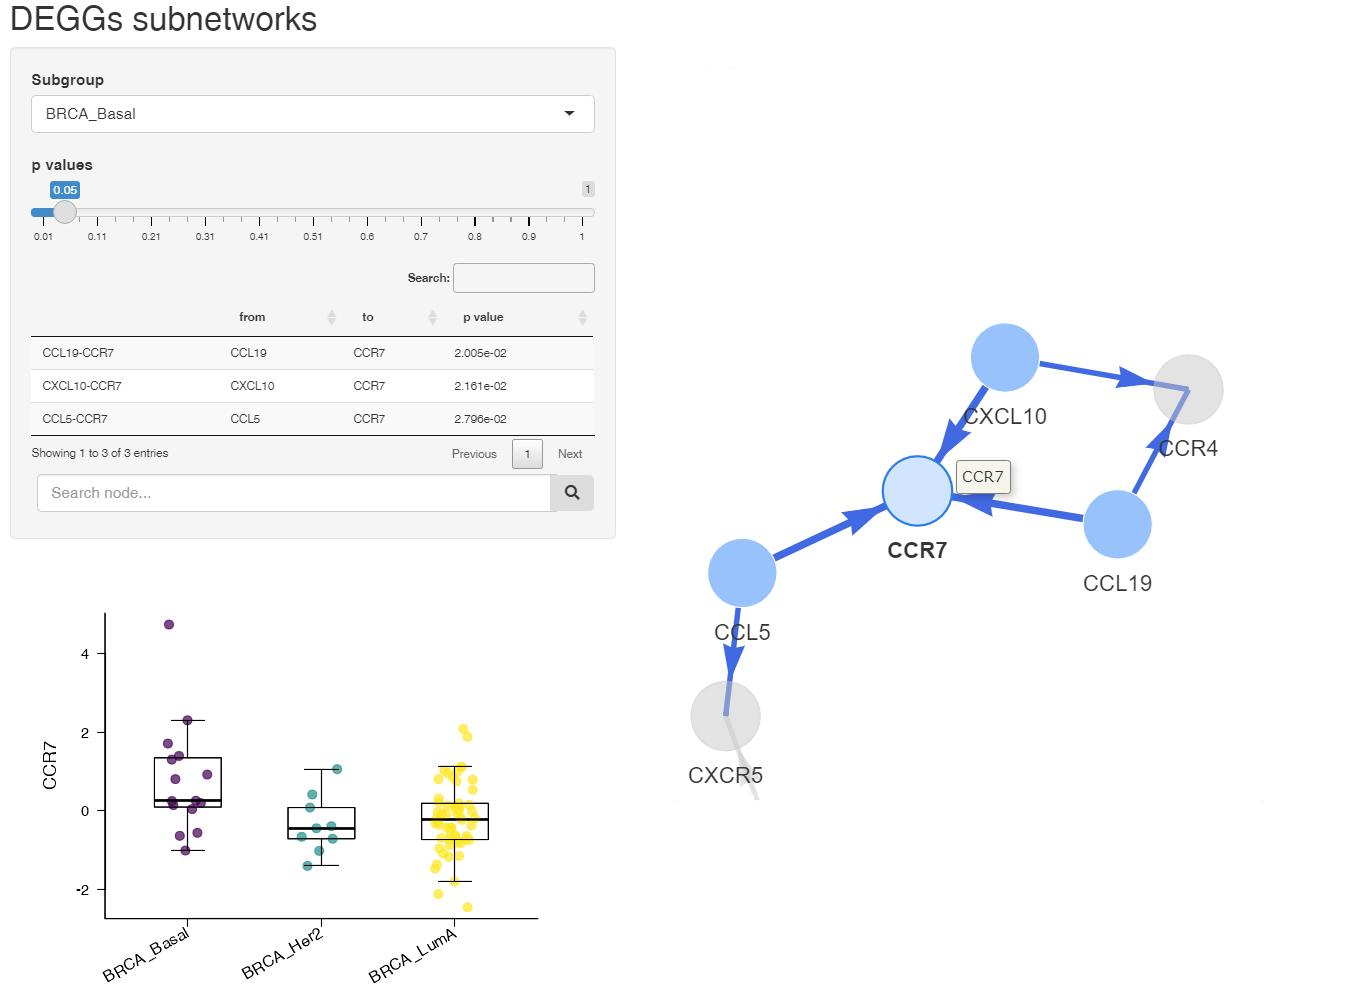 DEGGs subnetworks
Subgroup
BRCA_Basal
p values
0.05 1
0.01 0.11 0.21 0.31 0.41 0.51 0.6 0.7 0.8 0.9 1
Search:
from to p value
CCL19-CCR7 CCL19 CCR7 2.005e-02
CXCL10-CCR7 CXCL10 CCR7 2.161e-02
CCL5-CCR7 CCL5 CCR7 2.796e-02
Showing 1 to 3 of 3 entries Previous 1 Next
Search node...
CXCL10
CCR4
CCR7
CCR7
CCL19
CCL5
CXCR5
CCR7
4
2
0
-2
BRCA_Basal BRCA_Her2 BRCA_LumA